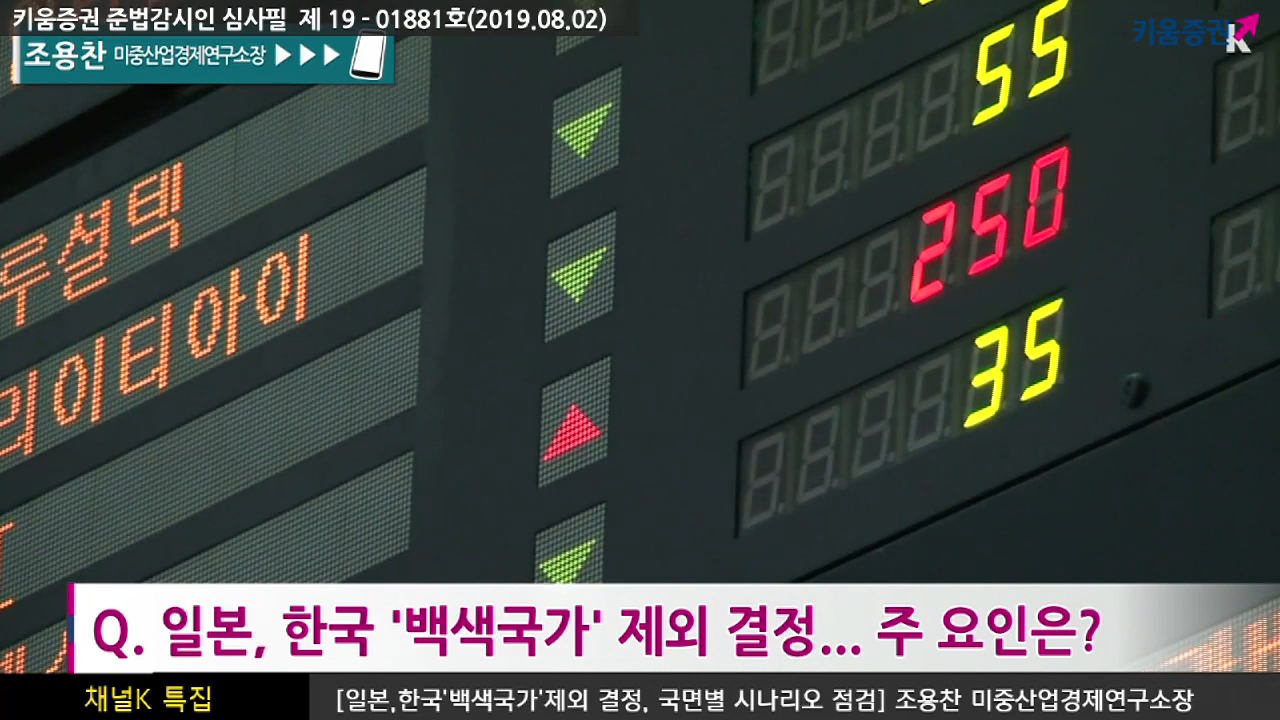 키움증권 준법감시인 심사필 제 19 - 01881호(2019.08.02)
키움증권
조용찬 미중산업경제연구소장 ▶▶▶
55
루설텍
250
리이티아이
35
Q. 일본, 한국 '백색국가' 제외 결정... 주 요인은?
채널K 특집
[일본,한국'백색국가'제외 결정, 국면별 시나리오 점검] 조용찬 미중산업경제연구소장